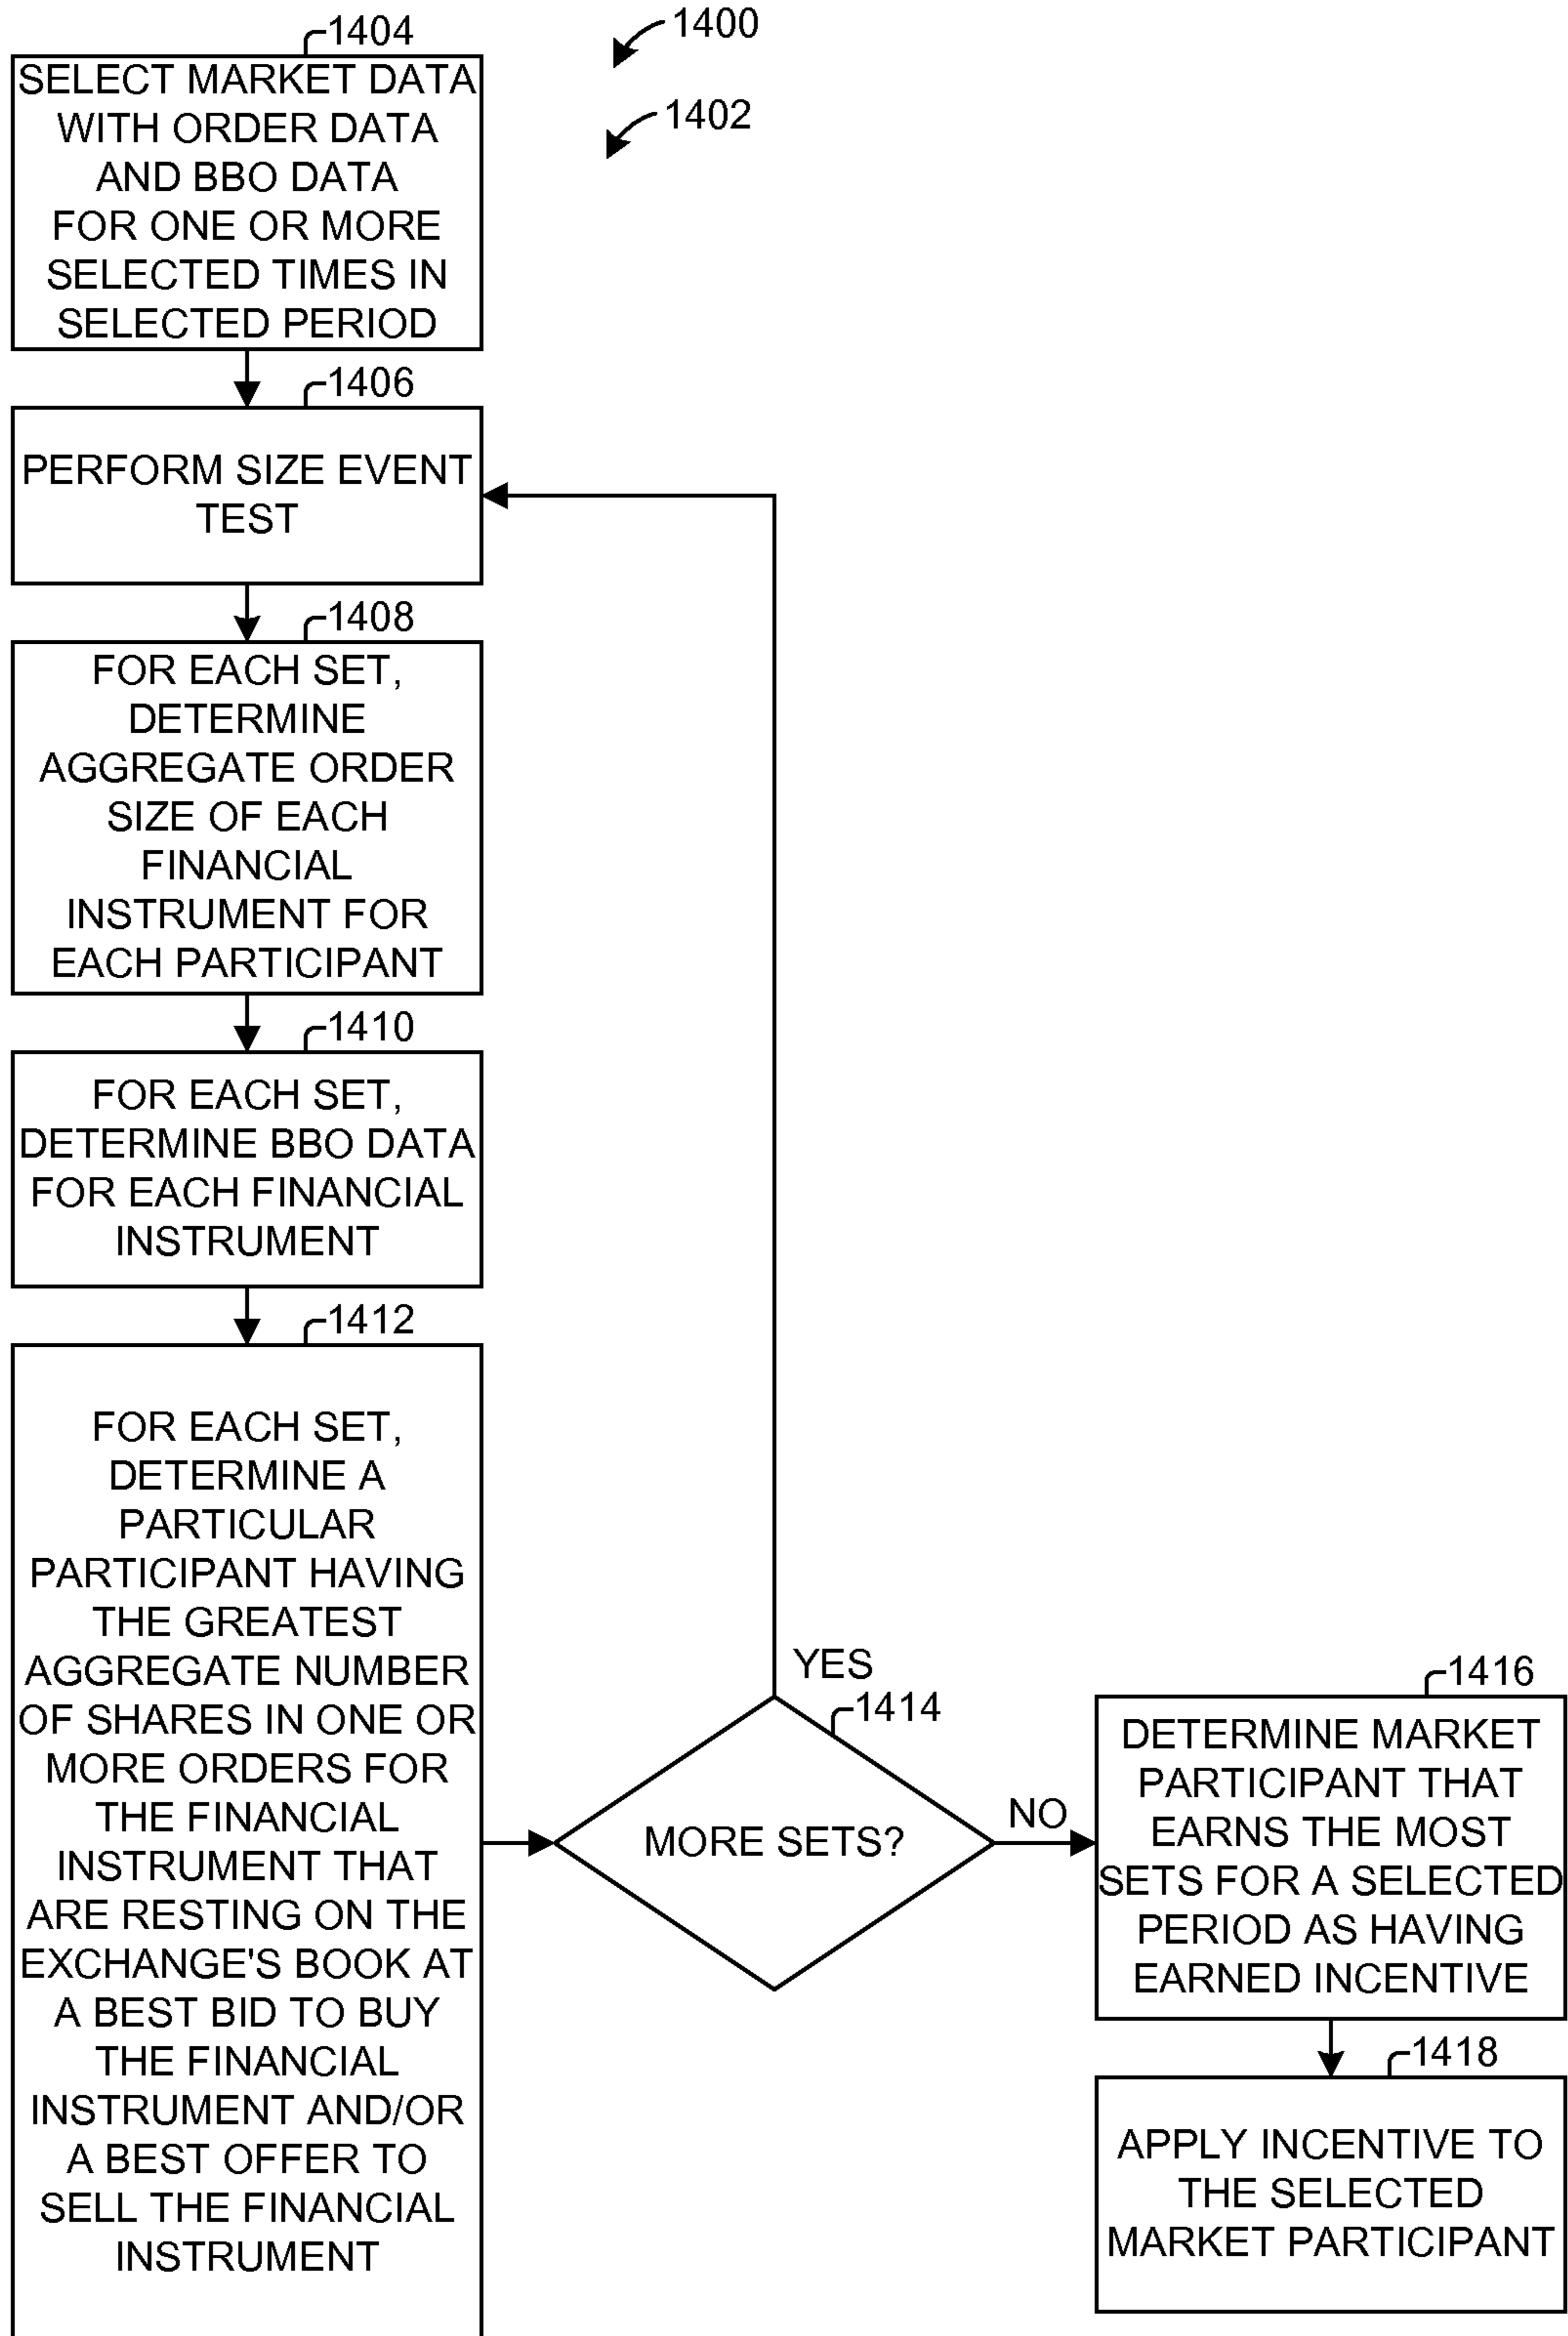 1400
1402
1404
SELECT MARKET DATA
WITH ORDER DATA
AND BBO DATA
FOR ONE OR MORE
SELECTED TIMES IN
SELECTED PERIOD
1406
PERFORM SIZE EVENT
TEST
1408
FOR EACH SET,
DETERMINE
AGGREGATE ORDER
SIZE OF EACH
FINANCIAL
INSTRUMENT FOR
EACH PARTICIPANT
1410
FOR EACH SET,
DETERMINE BBO DATA
FOR EACH FINANCIAL
INSTRUMENT
1412
FOR EACH SET,
DETERMINE A
PARTICULAR
PARTICIPANT HAVING
THE GREATEST
AGGREGATE NUMBER
OF SHARES IN ONE OR
MORE ORDERS FOR
THE FINANCIAL
INSTRUMENT THAT
ARE RESTING ON THE
EXCHANGE'S BOOK AT
A BEST BID TO BUY
THE FINANCIAL
INSTRUMENT AND/OR
A BEST OFFER TO
SELL THE FINANCIAL
INSTRUMENT
YES
1414
MORE SETS?
NO
1416
DETERMINE MARKET
PARTICIPANT THAT
EARNS THE MOST
SETS FOR A SELECTED
PERIOD AS HAVING
EARNED INCENTIVE
1418
APPLY INCENTIVE TO
THE SELECTED
MARKET PARTICIPANT